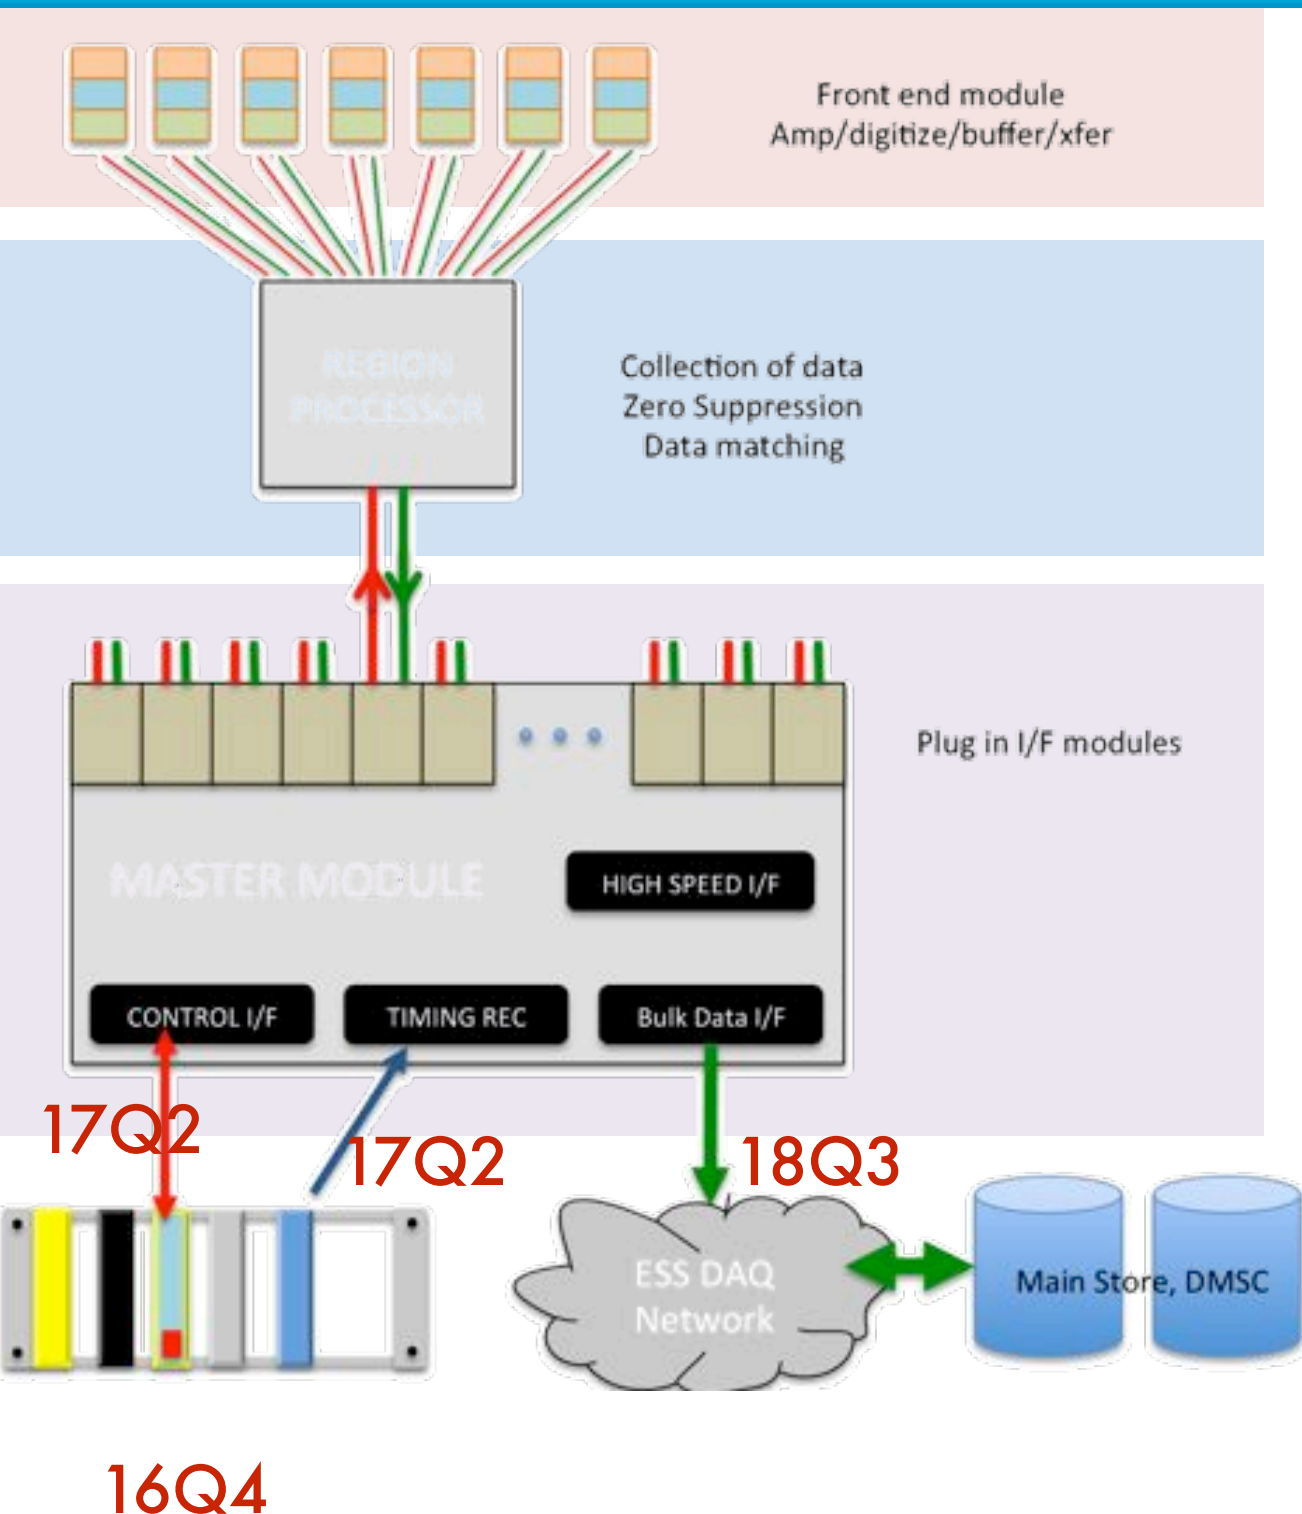 Front end module
Amp/digitize/buffer/xfer
REGION
PROCESSOR
Collection of data
Zero Suppression
Data matching
Plug in I/F modules
MASTER MODULE
HIGH SPEED I/F
CONTROL I/F
TIMING REC
Bulk Data I/F
17Q2
17Q2
18Q3
ESS DAQ
Network
Main Store, DMSC
16Q4